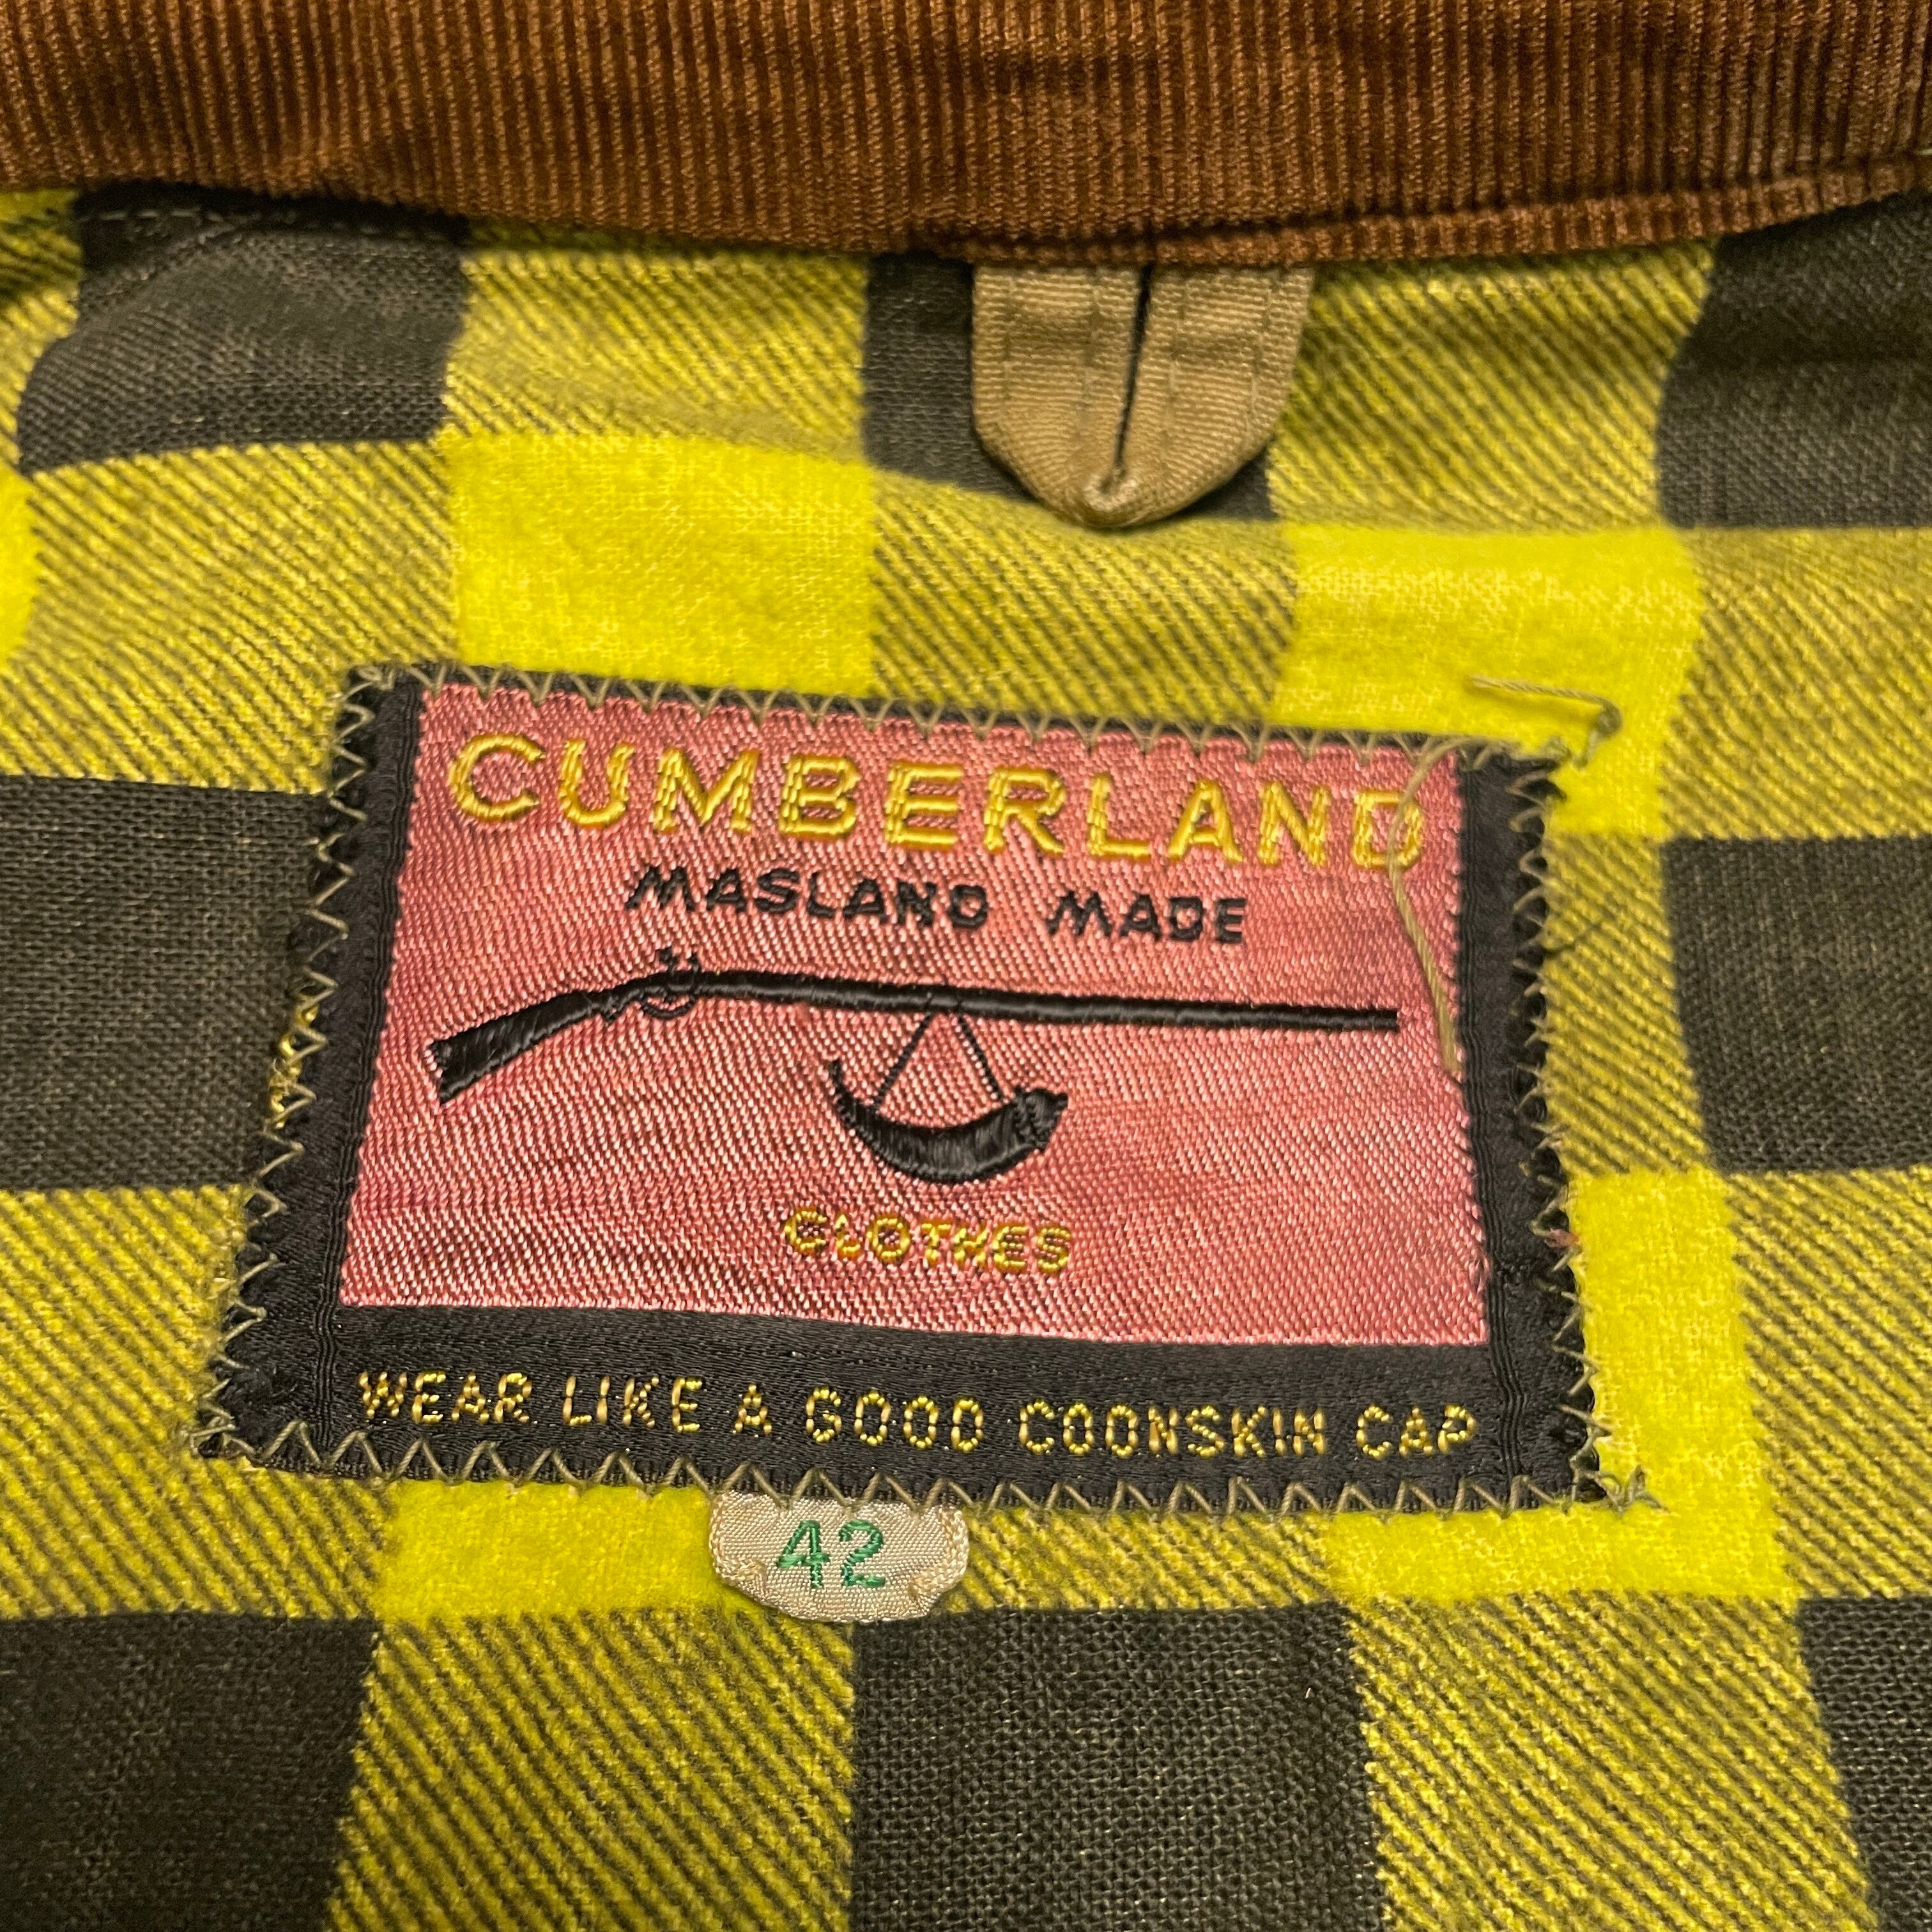 CUMBERLAND
MASLAND MADE
CLOTHES
WEAR LIKE A GOOD COONSKIN CAP
42